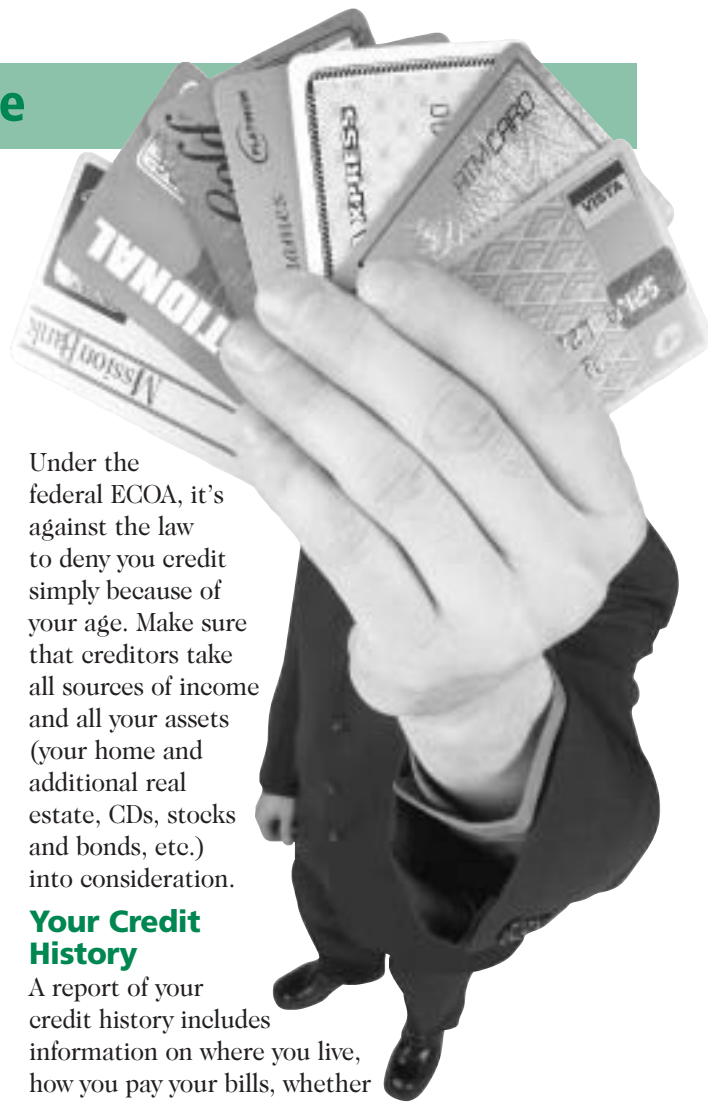 e
Gold
PLATINUM
TIONAL
Mission Bank
ATM CARD
VISTA
Under the
federal ECOA, it's
against the law
to deny you credit
simply because of
your age. Make sure
that creditors take
all sources of income
and all your assets
(your home and
additional real
estate, CDs, stocks
and bonds, etc.)
into consideration.
Your Credit
History
A report of your
credit history includes
information on where you live,
how you pay your bills, whether